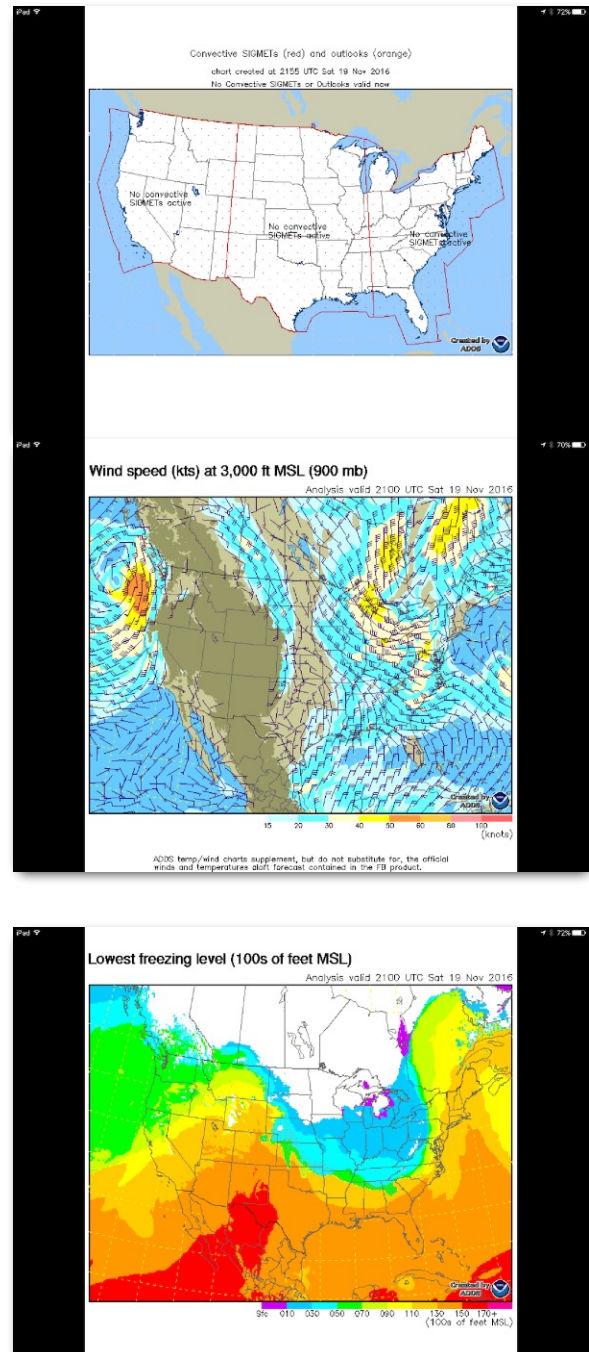 iPad
72%
Convective SIGMETs (red) and outlooks (orange)
chart created at 2155 UTC Sat 19 Nov 2016
No Convective SIGMETs or Outlooks valid now
No convective
SIGMETs active
No convective
SIGMETs active
No convective
SIGMETs active
Created by
ADDS
iPad
70%
Wind speed (kts) at 3,000 ft MSL (900 mb)
Analysis valid 2100 UTC Sat 19 Nov 2016
Created by
ADDS
15 20 30 40 50 60 80 100
(knots)
ADDS temp/wind charts supplement, but do not substitute for, the official
winds and temperatures aloft forecast contained in the FB product.
iPad
72%
Lowest freezing level (100s of feet MSL)
Analysis valid 2100 UTC Sat 19 Nov 2016
Created by
ADDS
Sfc 010 030 050 070 090 110 130 150 170+
(100s of feet MSL)